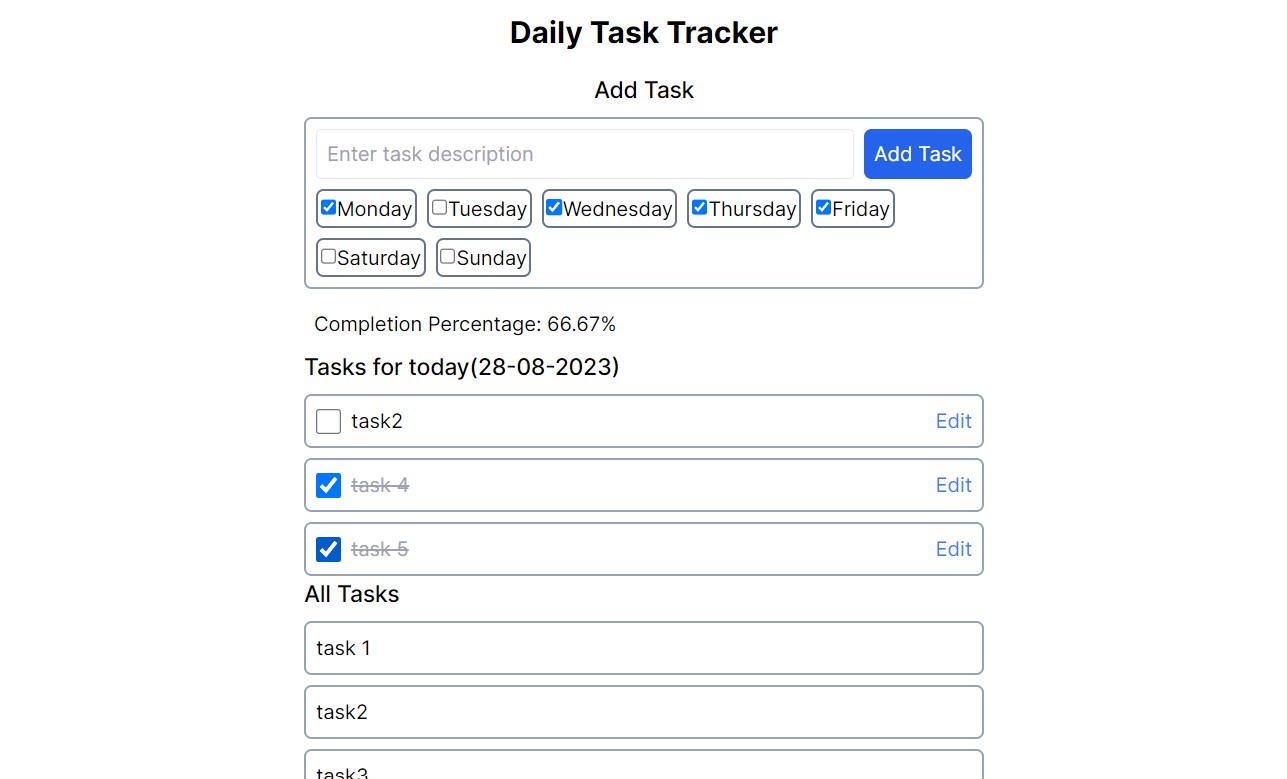 Daily Task Tracker
Add Task
Enter task description Add Task
Monday Tuesday Wednesday Thursday Friday
Saturday Sunday
Completion Percentage: 66.67%
Tasks for today(28-08-2023)
task2 Edit
task 4 Edit
task 5 Edit
All Tasks
task 1
task2
task3